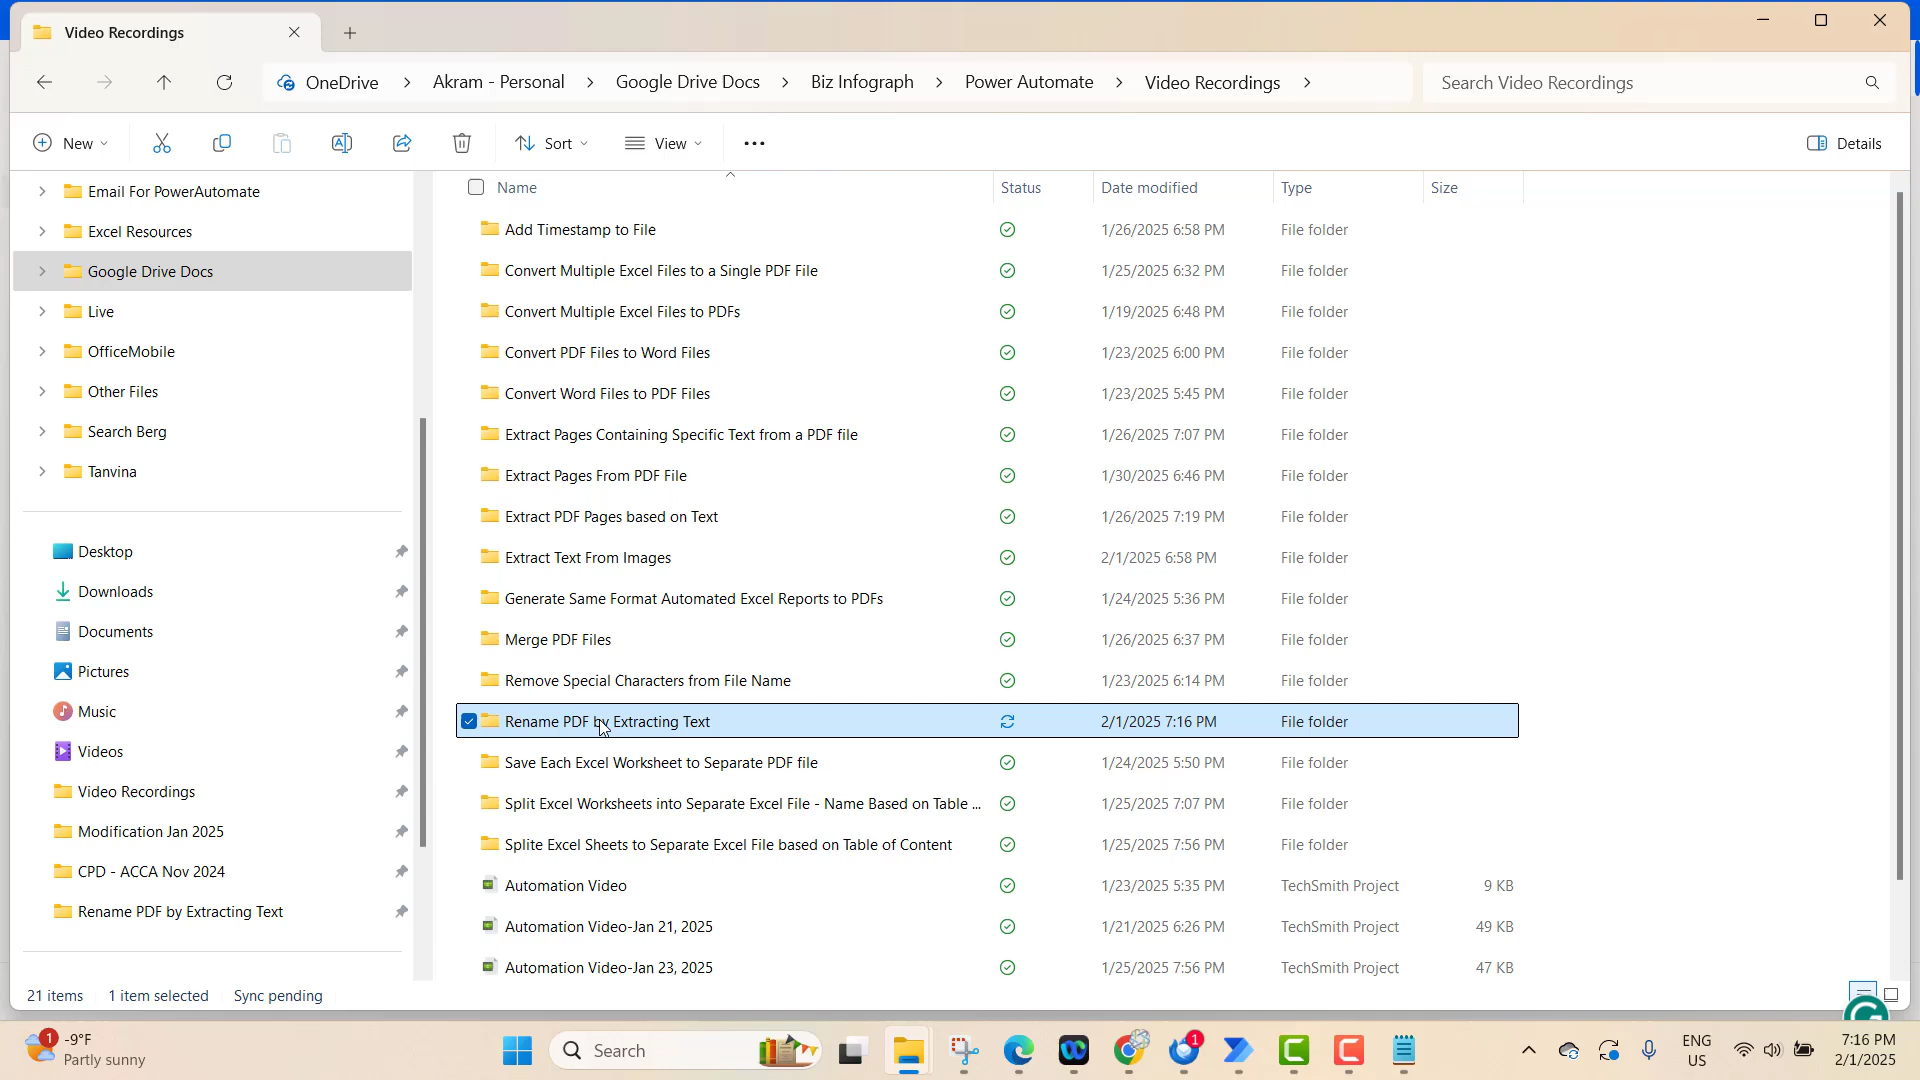 Video Recordings
OneDrive > Akram - Personal > Google Drive Docs > Biz Infograph > Power Automate > Video Recordings >
Search Video Recordings
New
Sort
View
Details
Email For PowerAutomate
Excel Resources
Google Drive Docs
Live
OfficeMobile
Other Files
Search Berg
Tanvina
Desktop
Downloads
Documents
Pictures
Music
Videos
Video Recordings
Modification Jan 2025
CPD - ACCA Nov 2024
Rename PDF by Extracting Text
Name Status Date modified Type Size
Add Timestamp to File 1/26/2025 6:58 PM File folder
Convert Multiple Excel Files to a Single PDF File 1/25/2025 6:32 PM File folder
Convert Multiple Excel Files to PDFs 1/19/2025 6:48 PM File folder
Convert PDF Files to Word Files 1/23/2025 6:00 PM File folder
Convert Word Files to PDF Files 1/23/2025 5:45 PM File folder
Extract Pages Containing Specific Text from a PDF file 1/26/2025 7:07 PM File folder
Extract Pages From PDF File 1/30/2025 6:46 PM File folder
Extract PDF Pages based on Text 1/26/2025 7:19 PM File folder
Extract Text From Images 2/1/2025 6:58 PM File folder
Generate Same Format Automated Excel Reports to PDFs 1/24/2025 5:36 PM File folder
Merge PDF Files 1/26/2025 6:37 PM File folder
Remove Special Characters from File Name 1/23/2025 6:14 PM File folder
Rename PDF by Extracting Text 2/1/2025 7:16 PM File folder
Save Each Excel Worksheet to Separate PDF file 1/24/2025 5:50 PM File folder
Split Excel Worksheets into Separate Excel File - Name Based on Table ... 1/25/2025 7:07 PM File folder
Splite Excel Sheets to Separate Excel File based on Table of Content 1/25/2025 7:56 PM File folder
Automation Video 1/23/2025 5:35 PM TechSmith Project 9 KB
Automation Video-Jan 21, 2025 1/21/2025 6:26 PM TechSmith Project 49 KB
Automation Video-Jan 23, 2025 1/25/2025 7:56 PM TechSmith Project 47 KB
21 items 1 item selected Sync pending
1
-9°F
Partly sunny
Search
1
ENG
US
7:16 PM
2/1/2025